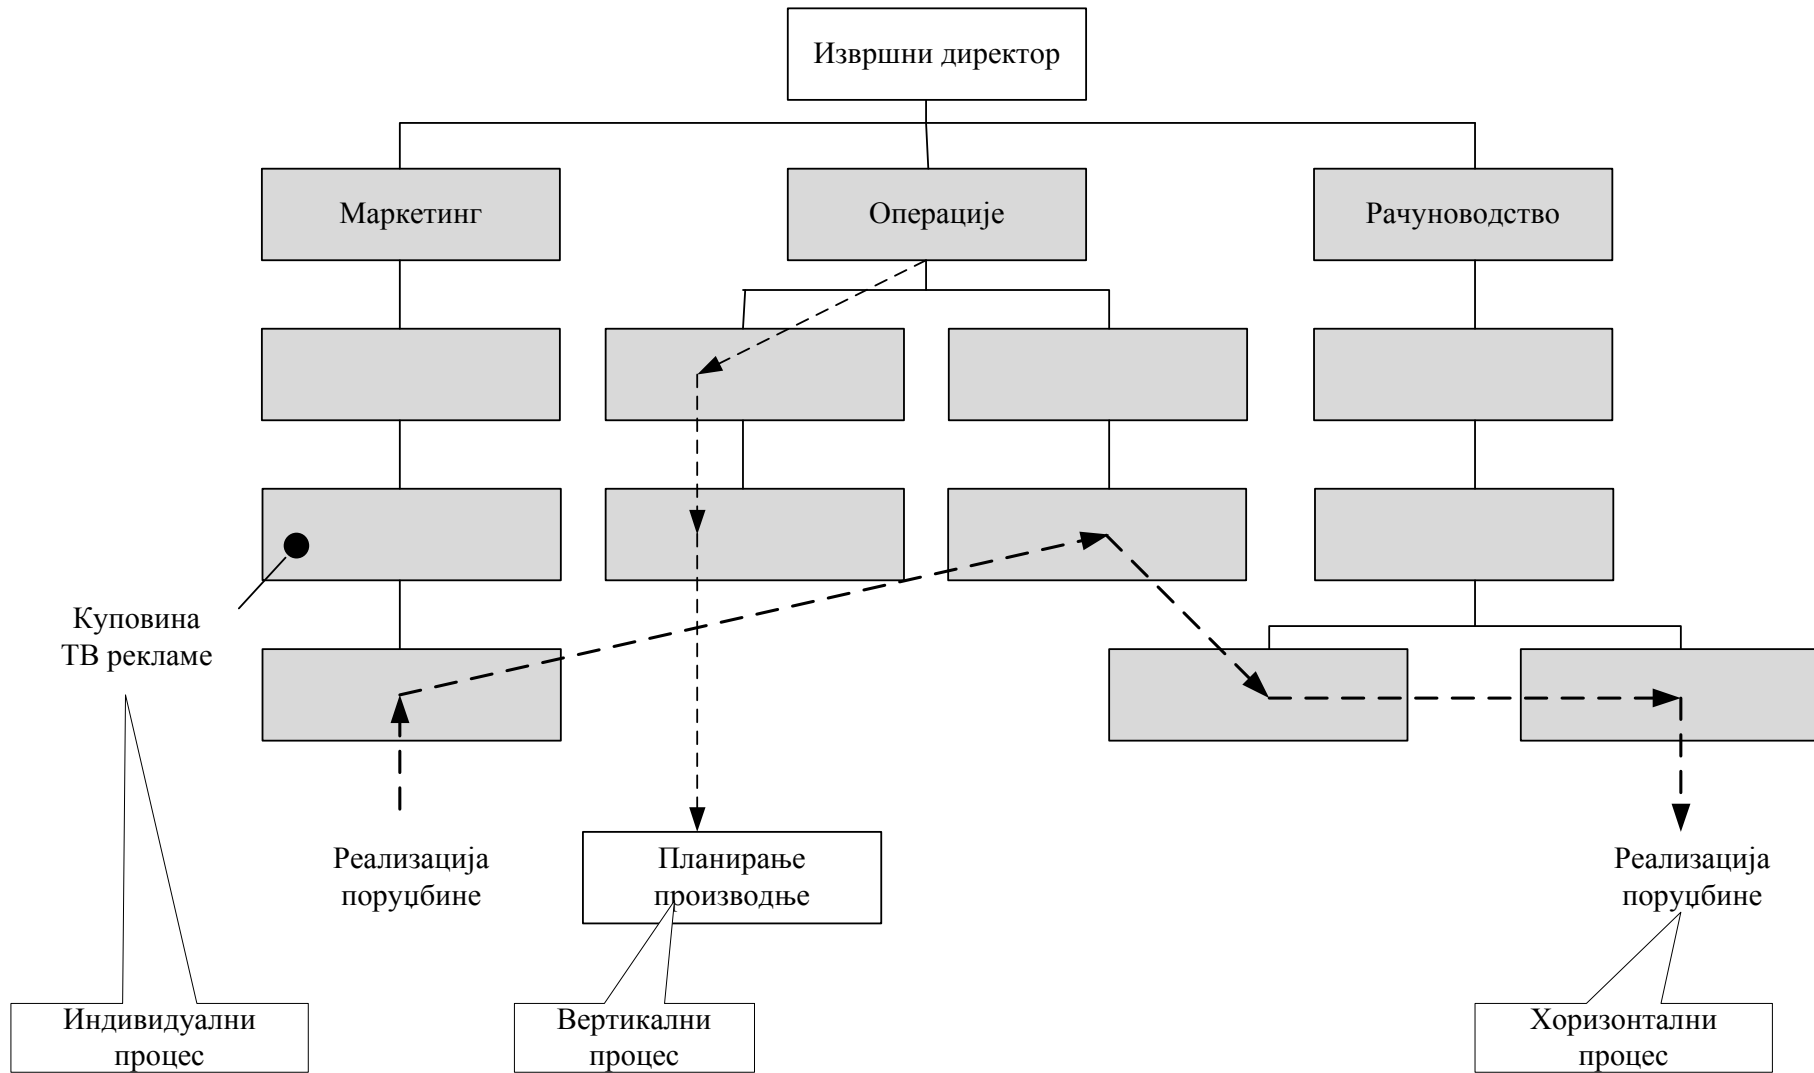 Извршни директор
Маркетинг
Операције
Рачуноводство
Куповина
ТВ рекламе
Реализација
поруџбине
Планирање
производње
Реализација
поруџбине
Индивидуални
процес
Вертикални
процес
Хоризонтални
процес